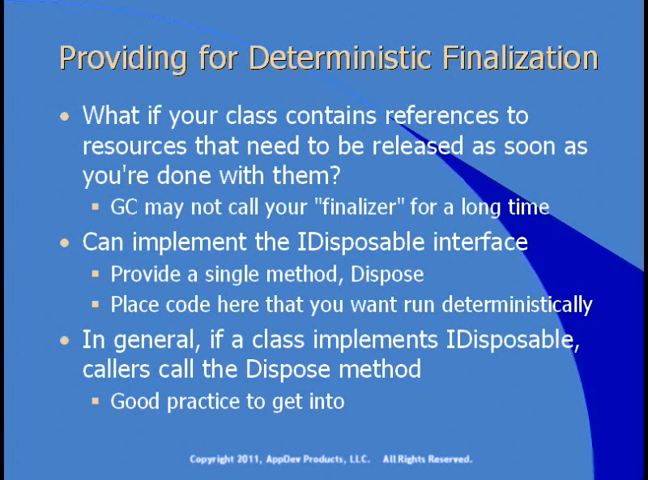 Providing for Deterministic Finalization
• What if your class contains references to
resources that need to be released as soon as
you're done with them?
▪ GC may not call your "finalizer" for a long time
• Can implement the IDisposable interface
▪ Provide a single method, Dispose
▪ Place code here that you want run deterministically
• In general, if a class implements IDisposable,
callers call the Dispose method
▪ Good practice to get into
Copyright 2011, AppDev Products, LLC. All Rights Reserved.